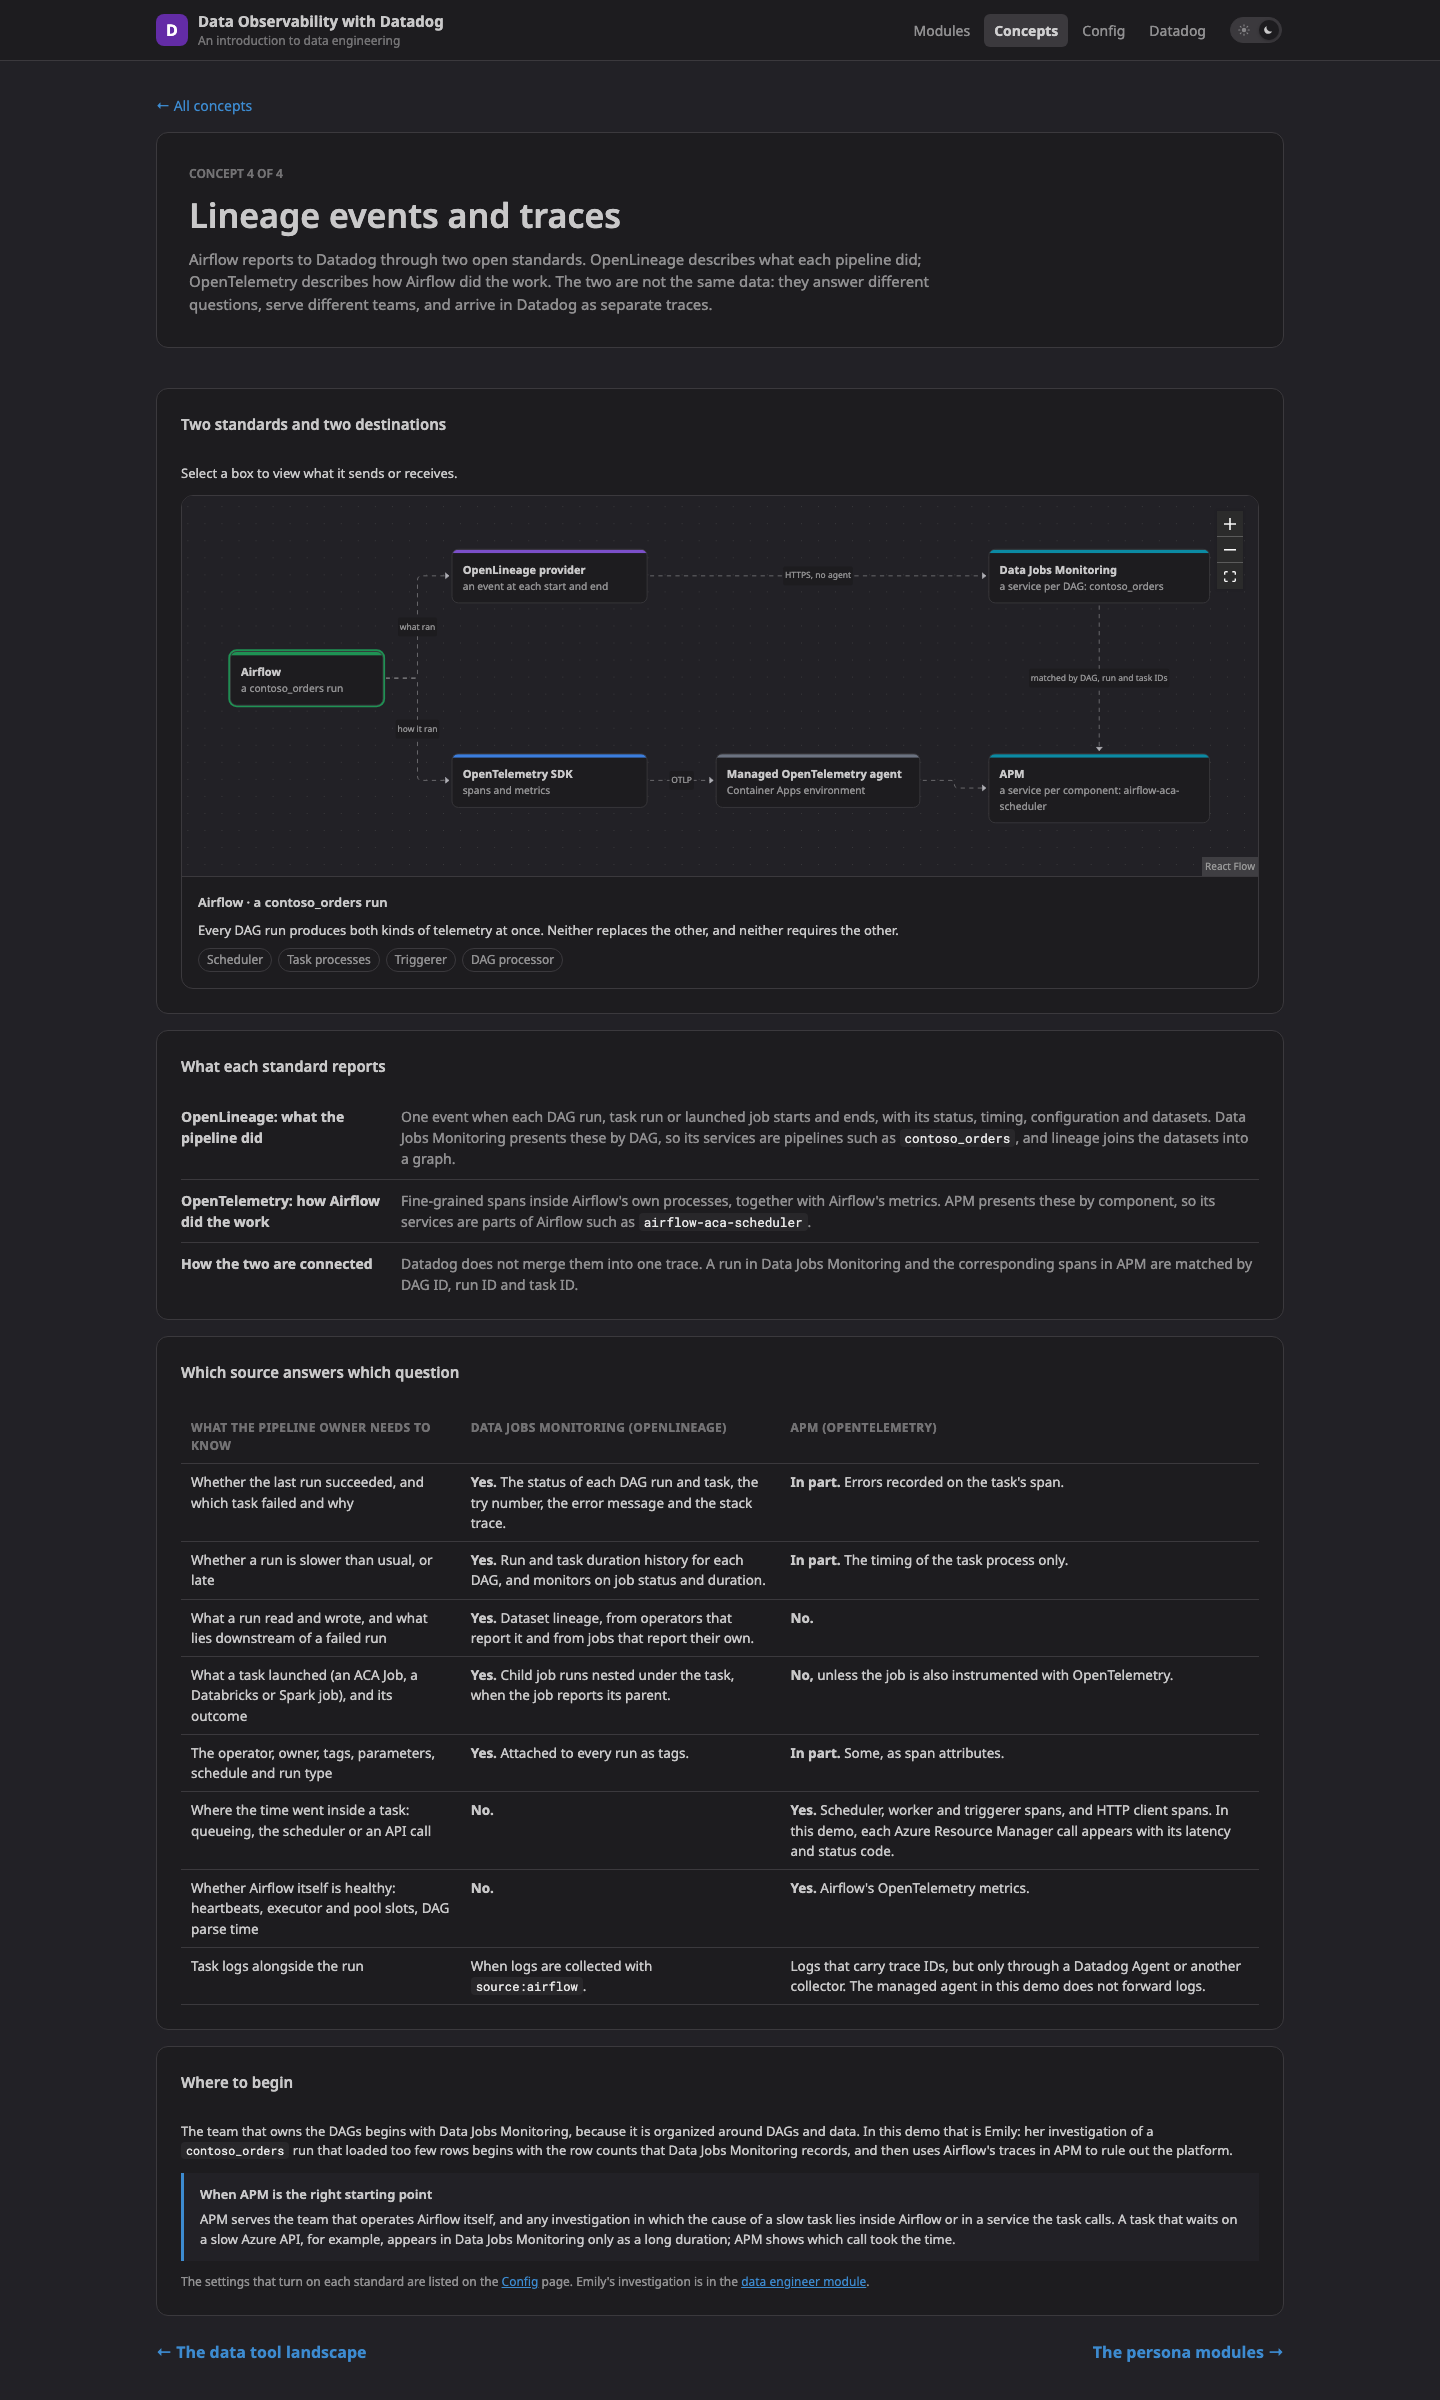 D
Data Observability with Datadog
An introduction to data engineering
Modules
Concepts
Config
Datadog
← All concepts
CONCEPT 4 OF 4
Lineage events and traces
Airflow reports to Datadog through two open standards. OpenLineage describes what each pipeline did;
OpenTelemetry describes how Airflow did the work. The two are not the same data: they answer different
questions, serve different teams, and arrive in Datadog as separate traces.
Two standards and two destinations
Select a box to view what it sends or receives.
OpenLineage provider
an event at each start and end
HTTPS, no agent
Data Jobs Monitoring
a service per DAG: contoso_orders
what ran
Airflow
a contoso_orders run
matched by DAG, run and task IDs
how it ran
OpenTelemetry SDK
spans and metrics
OTLP
Managed OpenTelemetry agent
Container Apps environment
APM
a service per component: airflow-aca-
scheduler
React Flow
Airflow · a contoso_orders run
Every DAG run produces both kinds of telemetry at once. Neither replaces the other, and neither requires the other.
Scheduler
Task processes
Triggerer
DAG processor
What each standard reports
OpenLineage: what the
pipeline did
One event when each DAG run, task run or launched job starts and ends, with its status, timing, configuration and datasets. Data
Jobs Monitoring presents these by DAG, so its services are pipelines such as contoso_orders, and lineage joins the datasets into
a graph.
OpenTelemetry: how Airflow
did the work
Fine-grained spans inside Airflow's own processes, together with Airflow's metrics. APM presents these by component, so its
services are parts of Airflow such as airflow-aca-scheduler.
How the two are connected
Datadog does not merge them into one trace. A run in Data Jobs Monitoring and the corresponding spans in APM are matched by
DAG ID, run ID and task ID.
Which source answers which question
WHAT THE PIPELINE OWNER NEEDS TO
KNOW
DATA JOBS MONITORING (OPENLINEAGE)
APM (OPENTELEMETRY)
Whether the last run succeeded, and
which task failed and why
Yes. The status of each DAG run and task, the
try number, the error message and the stack
trace.
In part. Errors recorded on the task's span.
Whether a run is slower than usual, or
late
Yes. Run and task duration history for each
DAG, and monitors on job status and duration.
In part. The timing of the task process only.
What a run read and wrote, and what
lies downstream of a failed run
Yes. Dataset lineage, from operators that
report it and from jobs that report their own.
No.
What a task launched (an ACA Job, a
Databricks or Spark job), and its
outcome
Yes. Child job runs nested under the task,
when the job reports its parent.
No, unless the job is also instrumented with OpenTelemetry.
The operator, owner, tags, parameters,
schedule and run type
Yes. Attached to every run as tags.
In part. Some, as span attributes.
Where the time went inside a task:
queueing, the scheduler or an API call
No.
Yes. Scheduler, worker and triggerer spans, and HTTP client spans. In
this demo, each Azure Resource Manager call appears with its latency
and status code.
Whether Airflow itself is healthy:
heartbeats, executor and pool slots, DAG
parse time
No.
Yes. Airflow's OpenTelemetry metrics.
Task logs alongside the run
When logs are collected with
source:airflow.
Logs that carry trace IDs, but only through a Datadog Agent or another
collector. The managed agent in this demo does not forward logs.
Where to begin
The team that owns the DAGs begins with Data Jobs Monitoring, because it is organized around DAGs and data. In this demo that is Emily: her investigation of a
contoso_orders run that loaded too few rows begins with the row counts that Data Jobs Monitoring records, and then uses Airflow's traces in APM to rule out the platform.
When APM is the right starting point
APM serves the team that operates Airflow itself, and any investigation in which the cause of a slow task lies inside Airflow or in a service the task calls. A task that waits on
a slow Azure API, for example, appears in Data Jobs Monitoring only as a long duration; APM shows which call took the time.
The settings that turn on each standard are listed on the Config page. Emily's investigation is in the data engineer module.
← The data tool landscape
The persona modules →